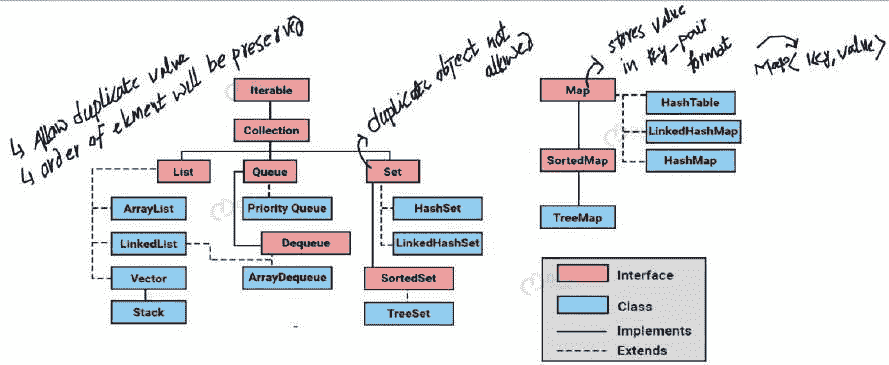 ↳ Allow duplicate value
↳ order of element will be preserved
duplicate object not
allowed
stores value
in key-pair
format
Map{ key, value}
Iterable
Collection
List
Queue
Set
ArrayList
Priority Queue
HashSet
LinkedList
Dequeue
LinkedHashSet
Vector
ArrayDequeue
SortedSet
Stack
TreeSet
Map
HashTable
LinkedHashMap
SortedMap
HashMap
TreeMap
Interface
Class
Implements
Extends